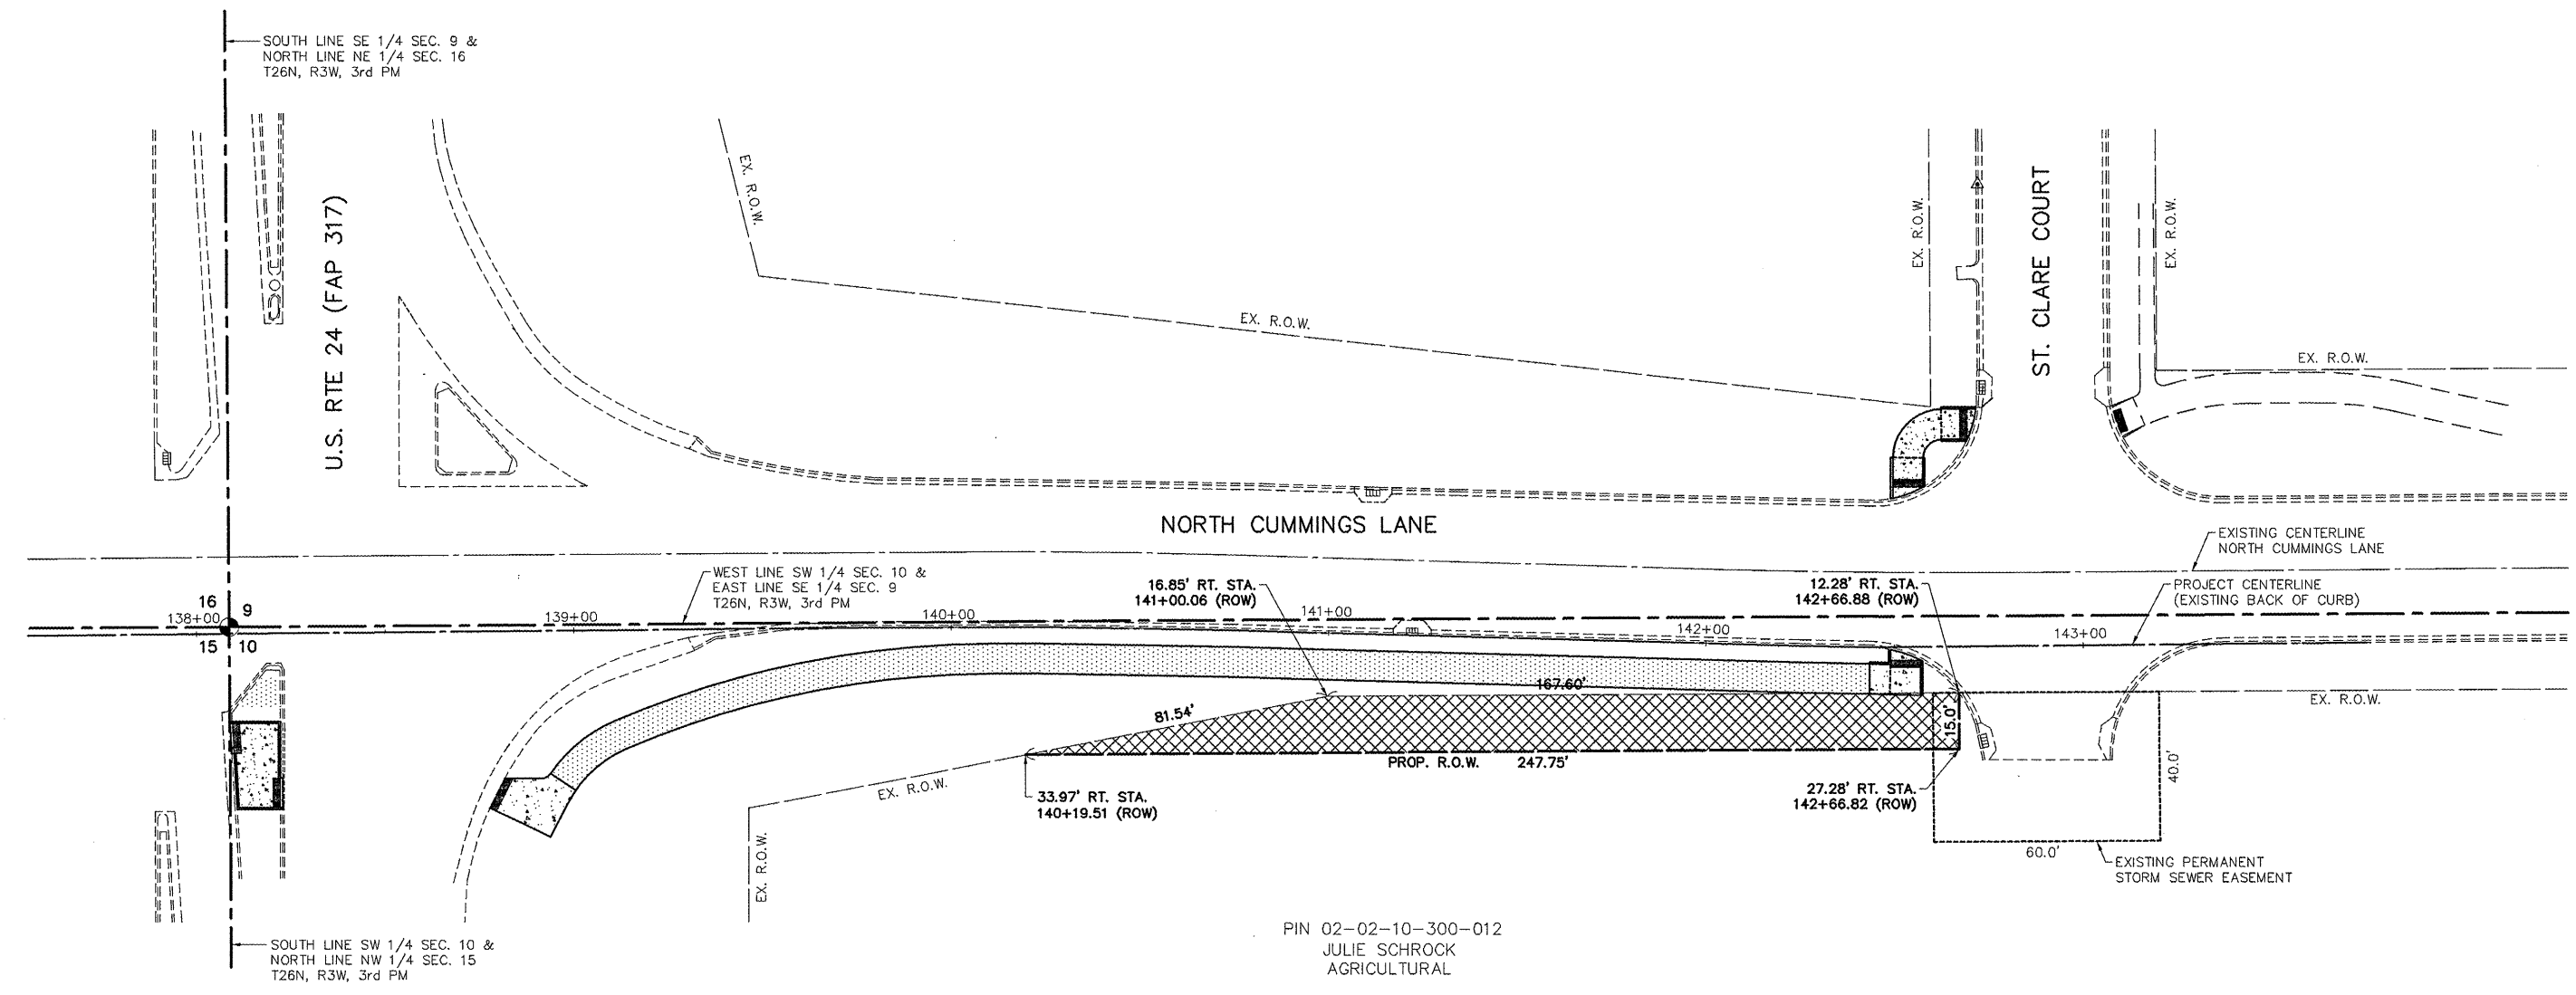 SOUTH LINE SE 1/4 SEC. 9 &
NORTH LINE NE 1/4 SEC. 16
T26N, R3W, 3rd PM
U.S. RTE 24 (FAP 317)
EX. R.O.W.
EX. R.O.W.
EX. R.O.W.
ST. CLARE COURT
EX. R.O.W.
EX. R.O.W.
NORTH CUMMINGS LANE
EXISTING CENTERLINE
NORTH CUMMINGS LANE
WEST LINE SW 1/4 SEC. 10 &
EAST LINE SE 1/4 SEC. 9
T26N, R3W, 3rd PM
16.85' RT. STA.
141+00.06 (ROW)
12.28' RT. STA.
142+66.88 (ROW)
PROJECT CENTERLINE
(EXISTING BACK OF CURB)
16 9
15 10
138+00
139+00
140+00
141+00
142+00
143+00
167.60'
81.54'
15.0'
EX. R.O.W.
PROP. R.O.W. 247.75'
40.0'
EX. R.O.W.
33.97' RT. STA.
140+19.51 (ROW)
27.28' RT. STA.
142+66.82 (ROW)
EX. R.O.W.
60.0'
EXISTING PERMANENT
STORM SEWER EASEMENT
PIN 02-02-10-300-012
JULIE SCHROCK
AGRICULTURAL
SOUTH LINE SW 1/4 SEC. 10 &
NORTH LINE NW 1/4 SEC. 15
T26N, R3W, 3rd PM